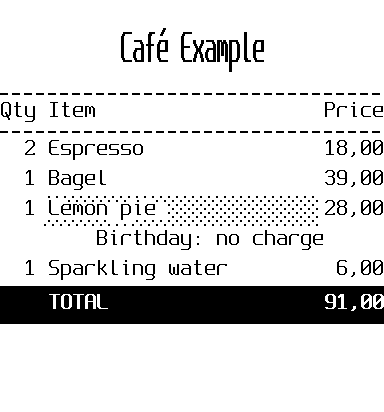 Café Example
Qty Item Price
2 Espresso 18,00
1 Bagel 39,00
1 Lemon pie 28,00
Birthday: no charge
1 Sparkling water 6,00
TOTAL 91,00